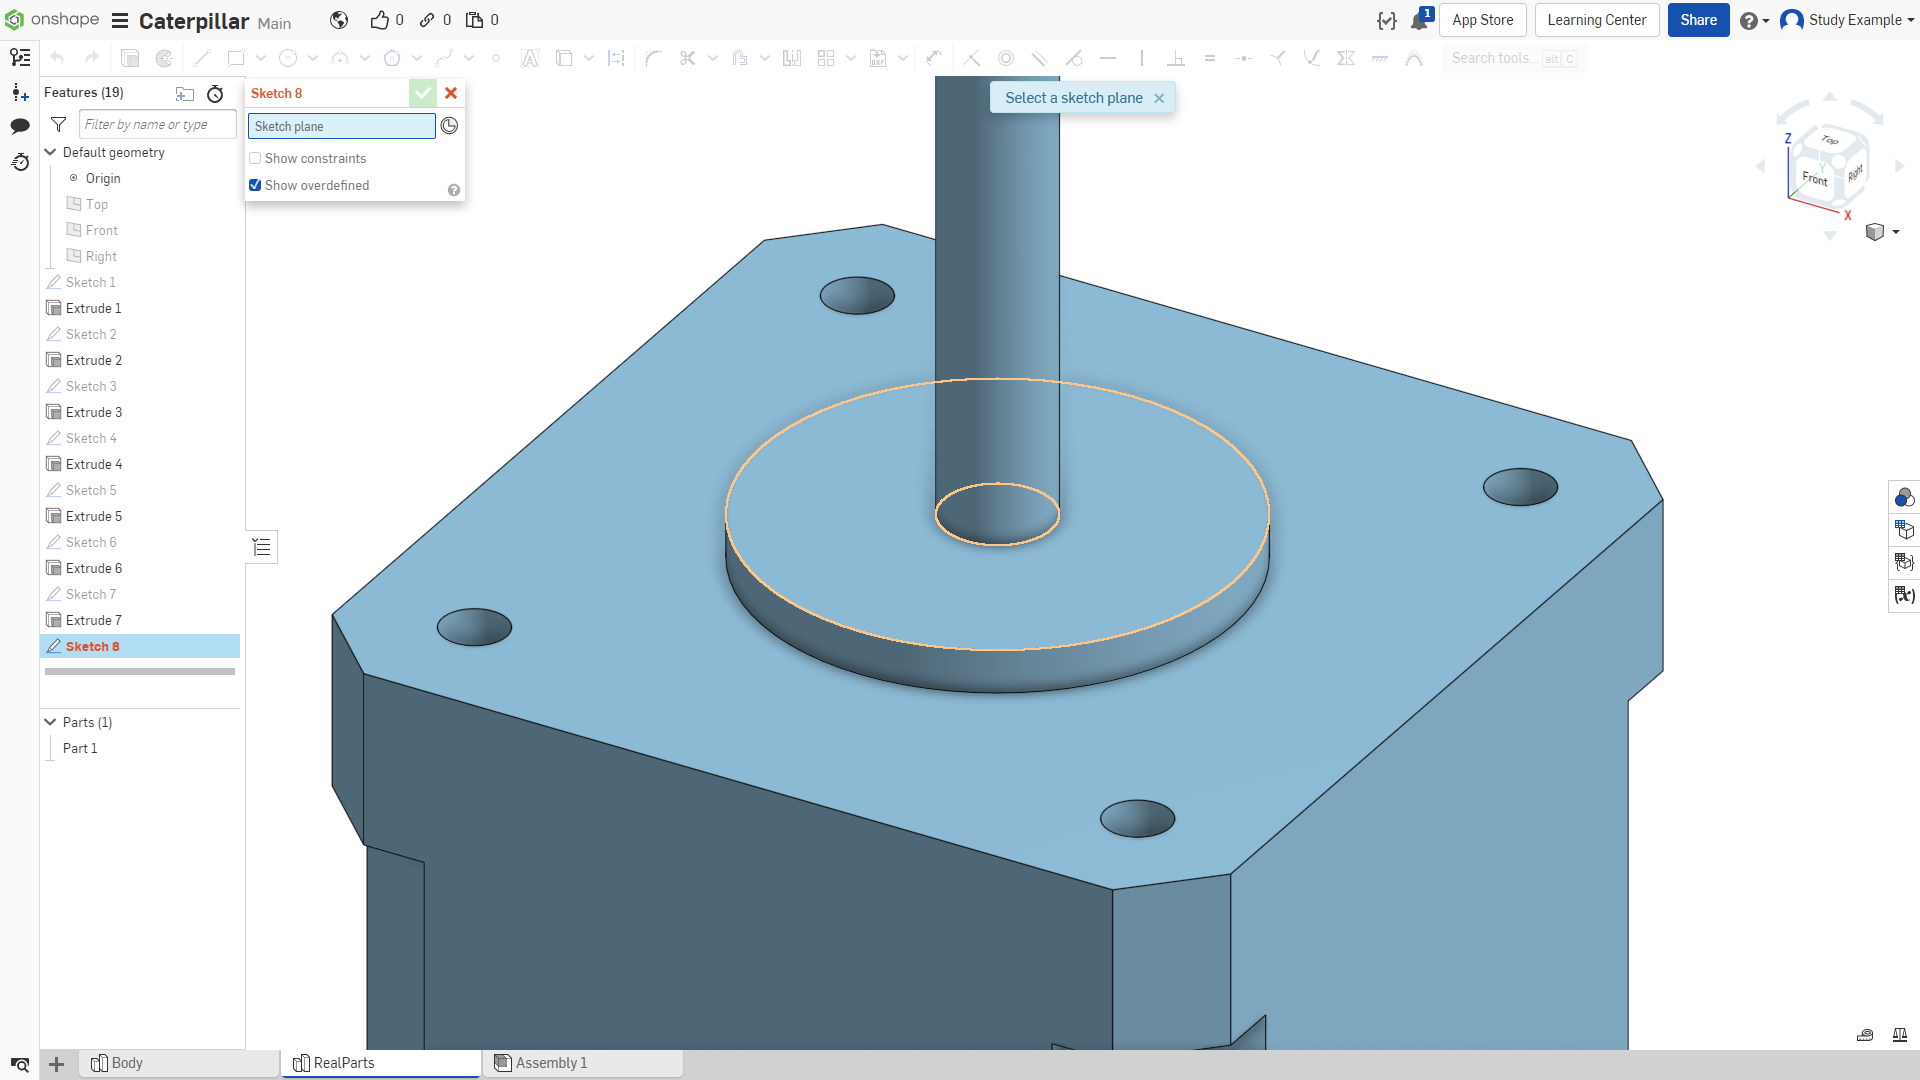 onshape Caterpillar Main 0 0 0 1 App Store Learning Center Share Study Example
Search tools... alt C
Features (19)
Filter by name or type
Default geometry
Origin
Top
Front
Right
Sketch 1
Extrude 1
Sketch 2
Extrude 2
Sketch 3
Extrude 3
Sketch 4
Extrude 4
Sketch 5
Extrude 5
Sketch 6
Extrude 6
Sketch 7
Extrude 7
Sketch 8
Parts (1)
Part 1
Sketch 8
Sketch plane
Show constraints
Show overdefined
Select a sketch plane
Z
Top
Y
Front
Right
X
Body RealParts Assembly 1